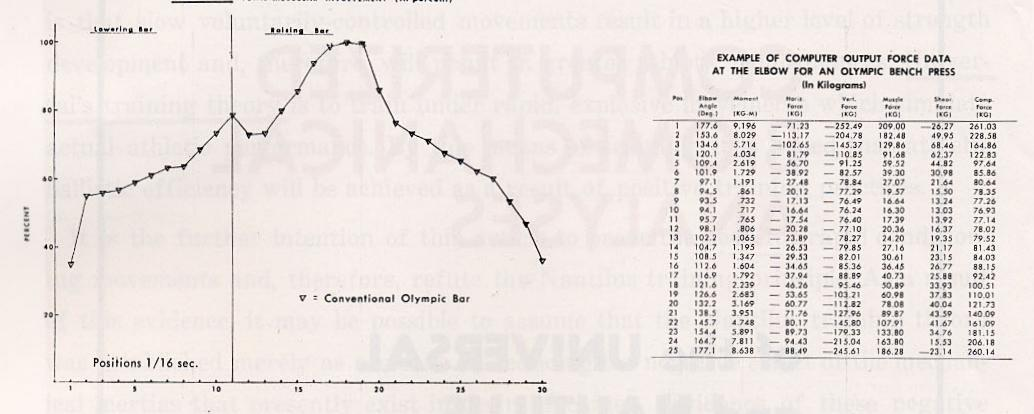 Lowering Bar
Raising Bar
PERCENT
100
80
60
40
20
▽ = Conventional Olympic Bar
Positions 1/16 sec.
1 5 10 15 20 25 30
EXAMPLE OF COMPUTER OUTPUT FORCE DATA
AT THE ELBOW FOR AN OLYMPIC BENCH PRESS
(In Kilograms)
Pos. Elbow Angle (Deg.) Moment (KG-M) Horiz. Force (KG) Vert. Force (KG) Muscle Force (KG) Shear Force (KG) Comp. Force (KG)
1 177.6 9.196 — 71.23 —252.49 209.00 —26.27 261.03
2 153.6 8.029 —113.17 —204.78 182.48 49.95 228.58
3 134.6 5.714 —102.65 —145.37 129.86 68.46 164.86
4 120.1 4.034 — 81.79 —110.85 91.68 62.37 122.83
5 109.4 2.619 — 56.70 — 91.25 59.52 44.82 97.64
6 101.9 1.729 — 38.92 — 82.57 39.30 30.98 85.86
7 97.1 1.191 — 27.48 — 78.84 27.07 21.64 80.64
8 94.5 .861 — 20.12 — 77.29 19.57 15.50 78.35
9 93.5 .732 — 17.13 — 76.49 16.64 13.24 77.26
10 94.1 .717 — 16.64 — 76.24 16.30 13.03 76.93
11 95.7 .765 — 17.54 — 76.40 17.39 13.92 77.14
12 98.1 .806 — 20.28 — 77.10 20.36 16.37 78.02
13 102.2 1.065 — 23.89 — 78.27 24.20 19.35 79.52
14 104.7 1.195 — 26.53 — 79.85 27.16 21.17 81.43
15 108.5 1.347 — 29.53 — 82.01 30.61 23.15 84.03
16 112.6 1.604 — 34.65 — 85.36 36.45 26.77 88.15
17 116.9 1.792 — 37.94 — 88.89 40.73 25.88 92.42
18 121.6 2.239 — 46.26 — 95.46 50.89 33.93 100.51
19 126.6 2.683 — 53.65 —103.21 60.98 37.83 110.01
20 132.2 3.169 — 60.77 —112.82 78.08 40.04 121.73
21 138.5 3.951 — 71.76 —127.96 89.87 43.59 140.09
22 145.7 4.748 — 80.17 —145.80 107.91 41.67 161.09
23 154.4 5.891 — 89.73 —179.33 133.80 34.76 181.15
24 164.7 7.811 — 94.43 —215.04 163.80 15.53 206.18
25 177.1 8.638 — 88.49 —245.61 186.28 —23.14 260.14